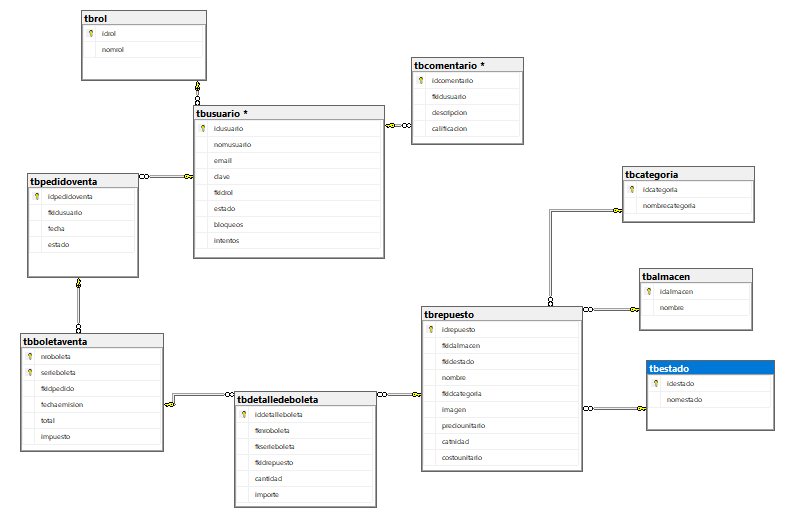 tbrol
idrol
nomrol
tbcomentario *
idcomentario
fkidusuario
descripcion
calificacion
tbusuario *
idusuario
nomusuario
email
clave
fkidrol
estado
bloqueos
intentos
tbpedidoventa
idpedidoventa
fkidusuario
fecha
estado
tbcategoria
idcategoria
nombrecategoria
tbalmacen
idalmacen
nombre
tbrepuesto
idrepuesto
fkidalmacen
fkidestado
nombre
fkidcategoria
imagen
preciounitario
catnidad
costounitario
tbboletaventa
nroboleta
serieboleta
fkidpedido
fechaemision
total
impuesto
tbestado
idestado
nomestado
tbdetalledeboleta
iddetalleboleta
fknroboleta
fkserieboleta
fkidrepuesto
cantidad
importe